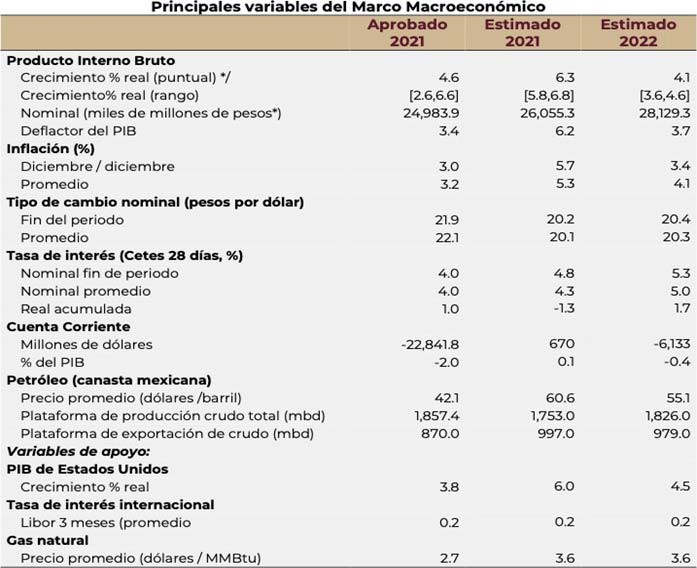 Principales variables del Marco Macroeconómico
Aprobado Estimado Estimado
2021 2021 2022
Producto Interno Bruto
Crecimiento % real (puntual) */ 4.6 6.3 4.1
Crecimiento% real (rango) [2.6,6.6] [5.8,6.8] [3.6,4.6]
Nominal (miles de millones de pesos*) 24,983.9 26,055.3 28,129.3
Deflactor del PIB 3.4 6.2 3.7
Inflación (%)
Diciembre / diciembre 3.0 5.7 3.4
Promedio 3.2 5.3 4.1
Tipo de cambio nominal (pesos por dólar)
Fin del periodo 21.9 20.2 20.4
Promedio 22.1 20.1 20.3
Tasa de interés (Cetes 28 días, %)
Nominal fin de periodo 4.0 4.8 5.3
Nominal promedio 4.0 4.3 5.0
Real acumulada 1.0 -1.3 1.7
Cuenta Corriente
Millones de dólares -22,841.8 670 -6,133
% del PIB -2.0 0.1 -0.4
Petróleo (canasta mexicana)
Precio promedio (dólares /barril) 42.1 60.6 55.1
Plataforma de producción crudo total (mbd) 1,857.4 1,753.0 1,826.0
Plataforma de exportación de crudo (mbd) 870.0 997.0 979.0
Variables de apoyo:
PIB de Estados Unidos
Crecimiento % real 3.8 6.0 4.5
Tasa de interés internacional
Libor 3 meses (promedio 0.2 0.2 0.2
Gas natural
Precio promedio (dólares / MMBtu) 2.7 3.6 3.6